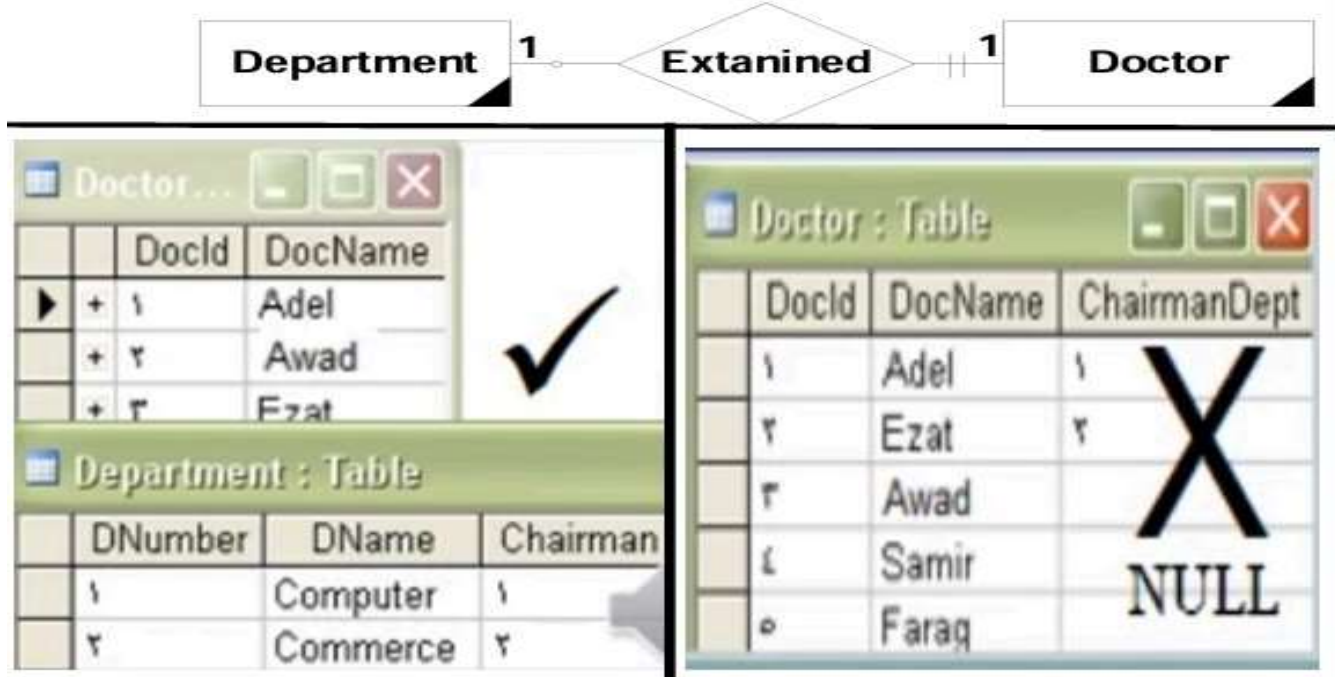 Department 1 Extanined 1 Doctor
Doctor...
DocId DocName
+ ١ Adel
+ ٢ Awad
+ ٣ Ezat
Department : Table
DNumber DName Chairman
١ Computer ١
٢ Commerce ٢
Doctor : Table
DocId DocName ChairmanDept
١ Adel ١
٢ Ezat ٢
٣ Awad
٤ Samir
٥ Farag
X
NULL